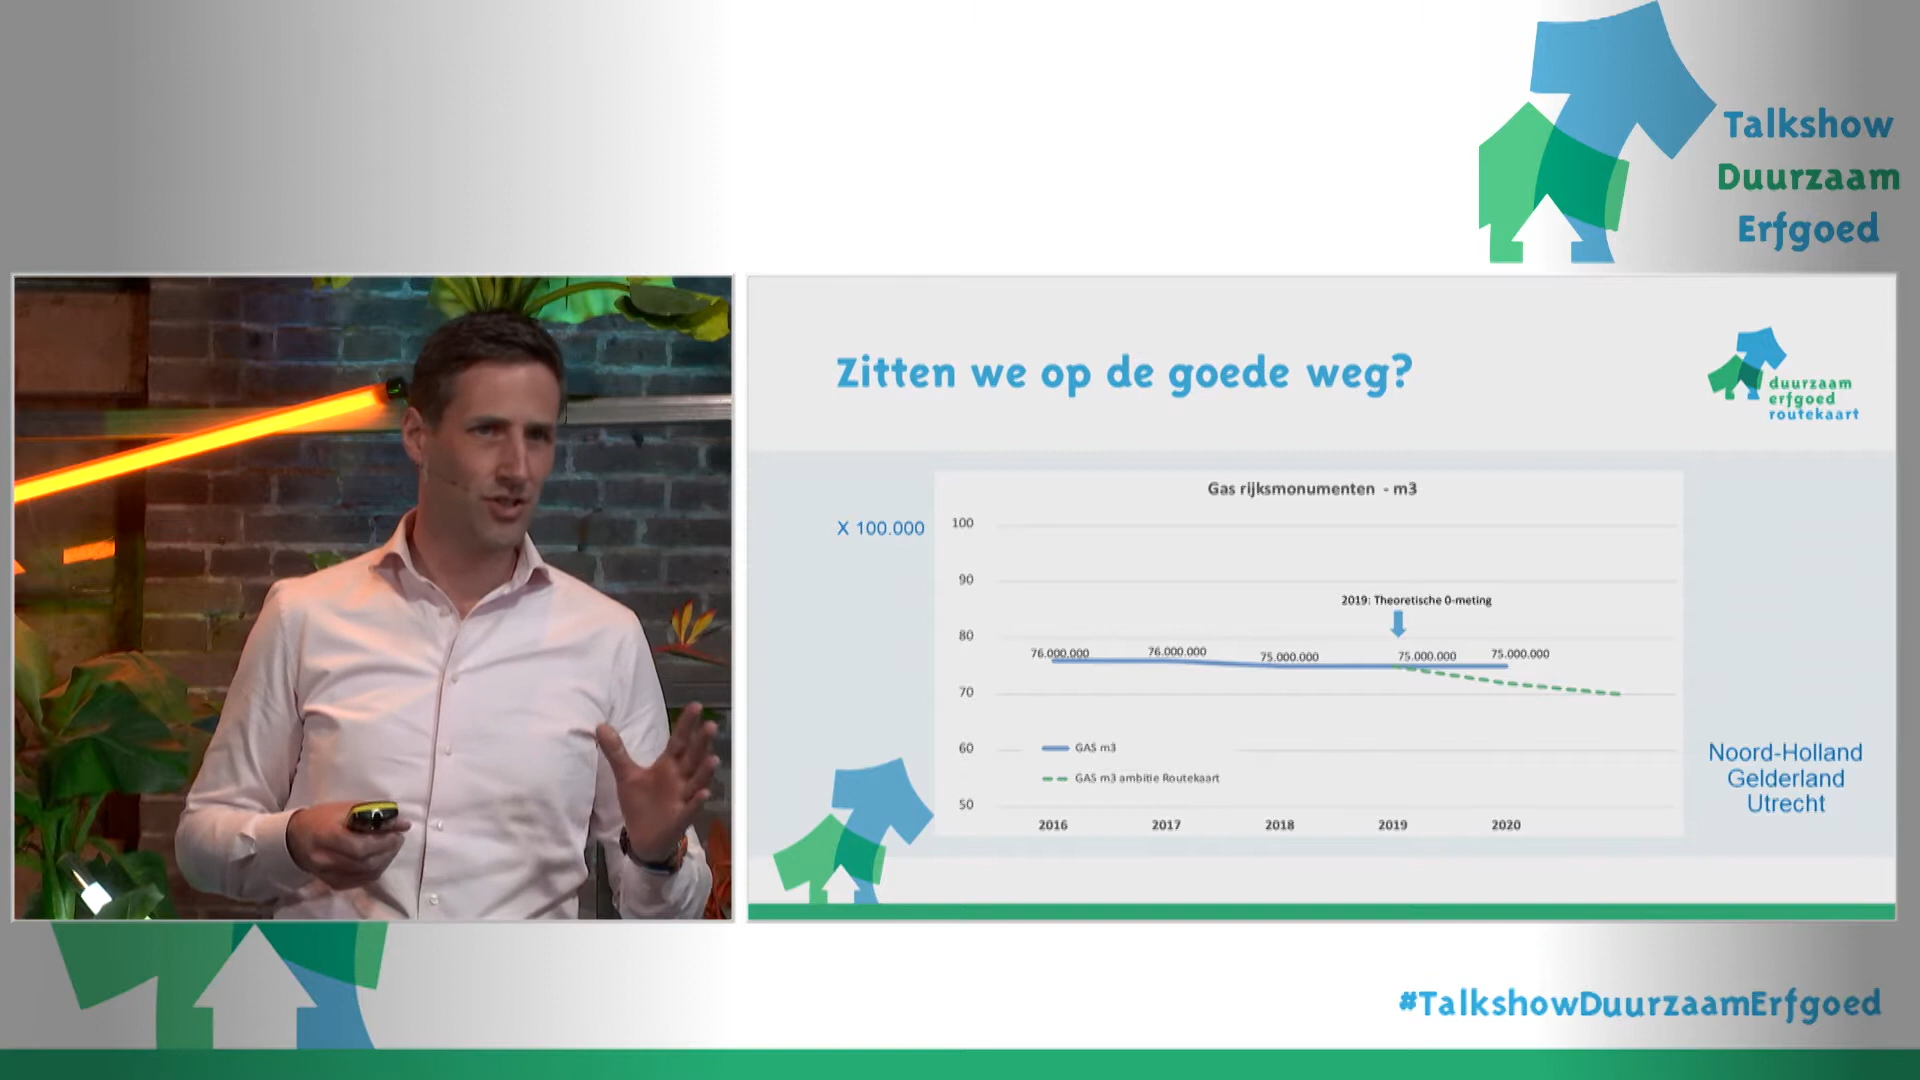 Talkshow
Duurzaam
Erfgoed
Zitten we op de goede weg?
duurzaam
erfgoed
routekaart
Gas rijksmonumenten - m3
X 100.000
100
90
2019: Theoretische 0-meting
80
76.000.000
76.000.000
75.000.000
75.000.000
75.000.000
70
60
GAS m3
GAS m3 ambitie Routekaart
50
2016
2017
2018
2019
2020
Noord-Holland
Gelderland
Utrecht
#TalkshowDuurzaamErfgoed